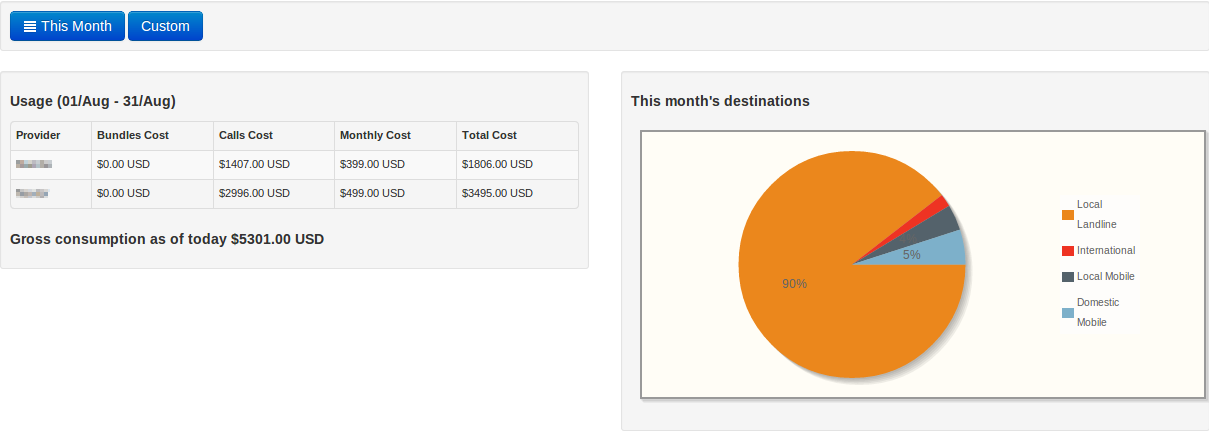 This Month Custom
Usage (01/Aug - 31/Aug)
Provider Bundles Cost Calls Cost Monthly Cost Total Cost
$0.00 USD $1407.00 USD $399.00 USD $1806.00 USD
$0.00 USD $2996.00 USD $499.00 USD $3495.00 USD
Gross consumption as of today $5301.00 USD
This month's destinations
90%
5%
Local
Landline
International
Local Mobile
Domestic
Mobile